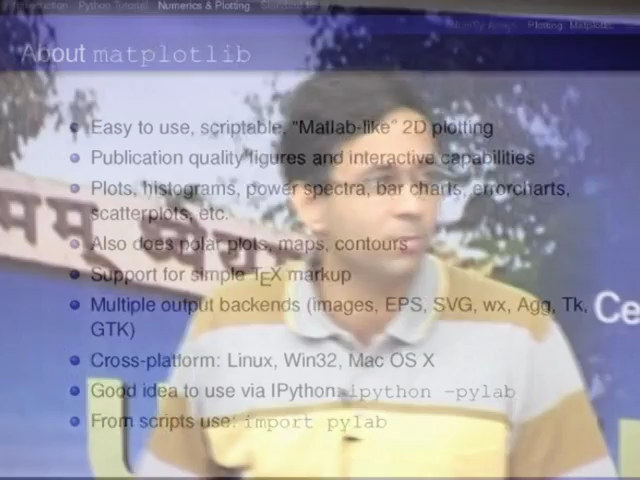 Introduction Python Tutorial Numerics & Plotting Standard
NumPy Arrays Plotting: Matplotlib
About matplotlib
Easy to use, scriptable, "Matlab-like" 2D plotting
Publication quality figures and interactive capabilities
Plots, histograms, power spectra, bar charts, errorcharts,
scatterplots, etc.
Also does polar plots, maps, contours
Support for simple TEX markup
Multiple output backends (images, EPS, SVG, wx, Agg, Tk,
GTK)
Cross-platform: Linux, Win32, Mac OS X
Good idea to use via IPython: ipython -pylab
From scripts use: import pylab
Ce